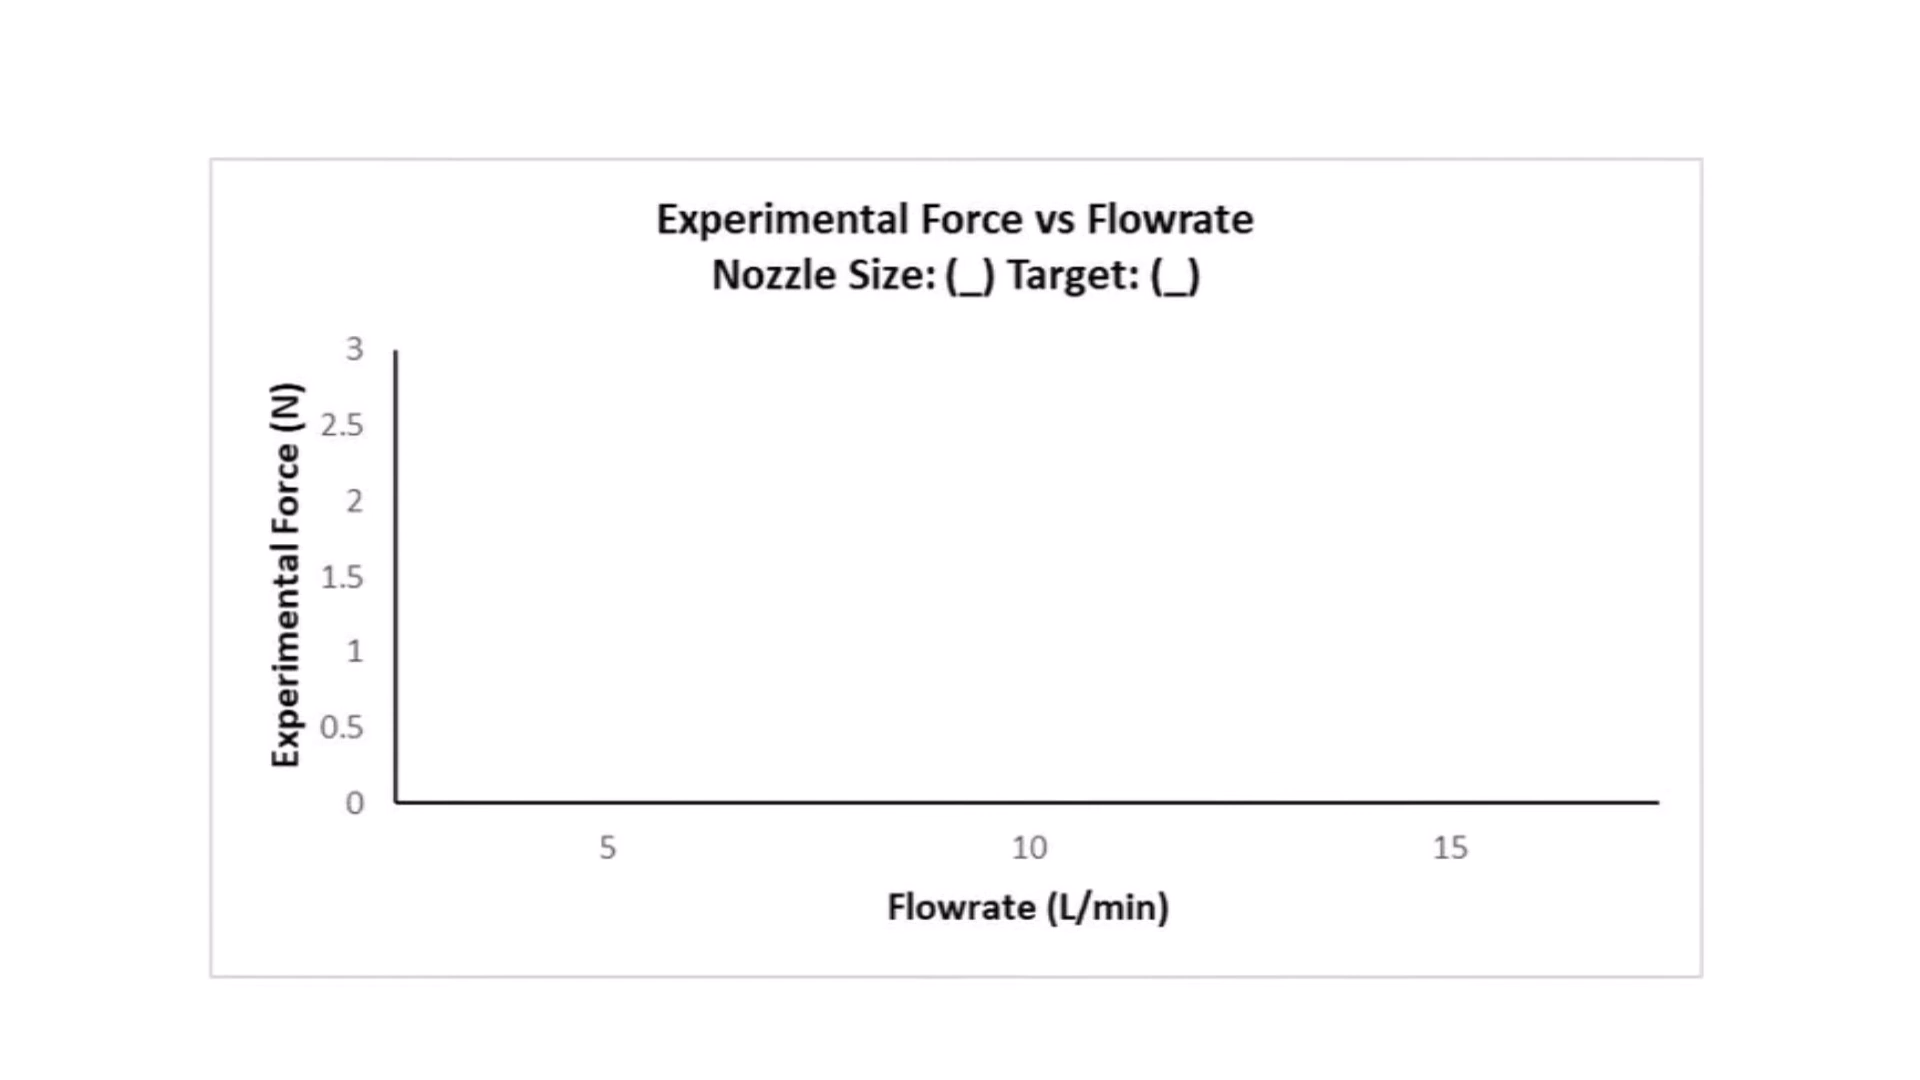 Experimental Force vs Flowrate
Nozzle Size: (_) Target: (_)
Experimental Force (N)
3
2.5
2
1.5
1
0.5
0
5 10 15
Flowrate (L/min)